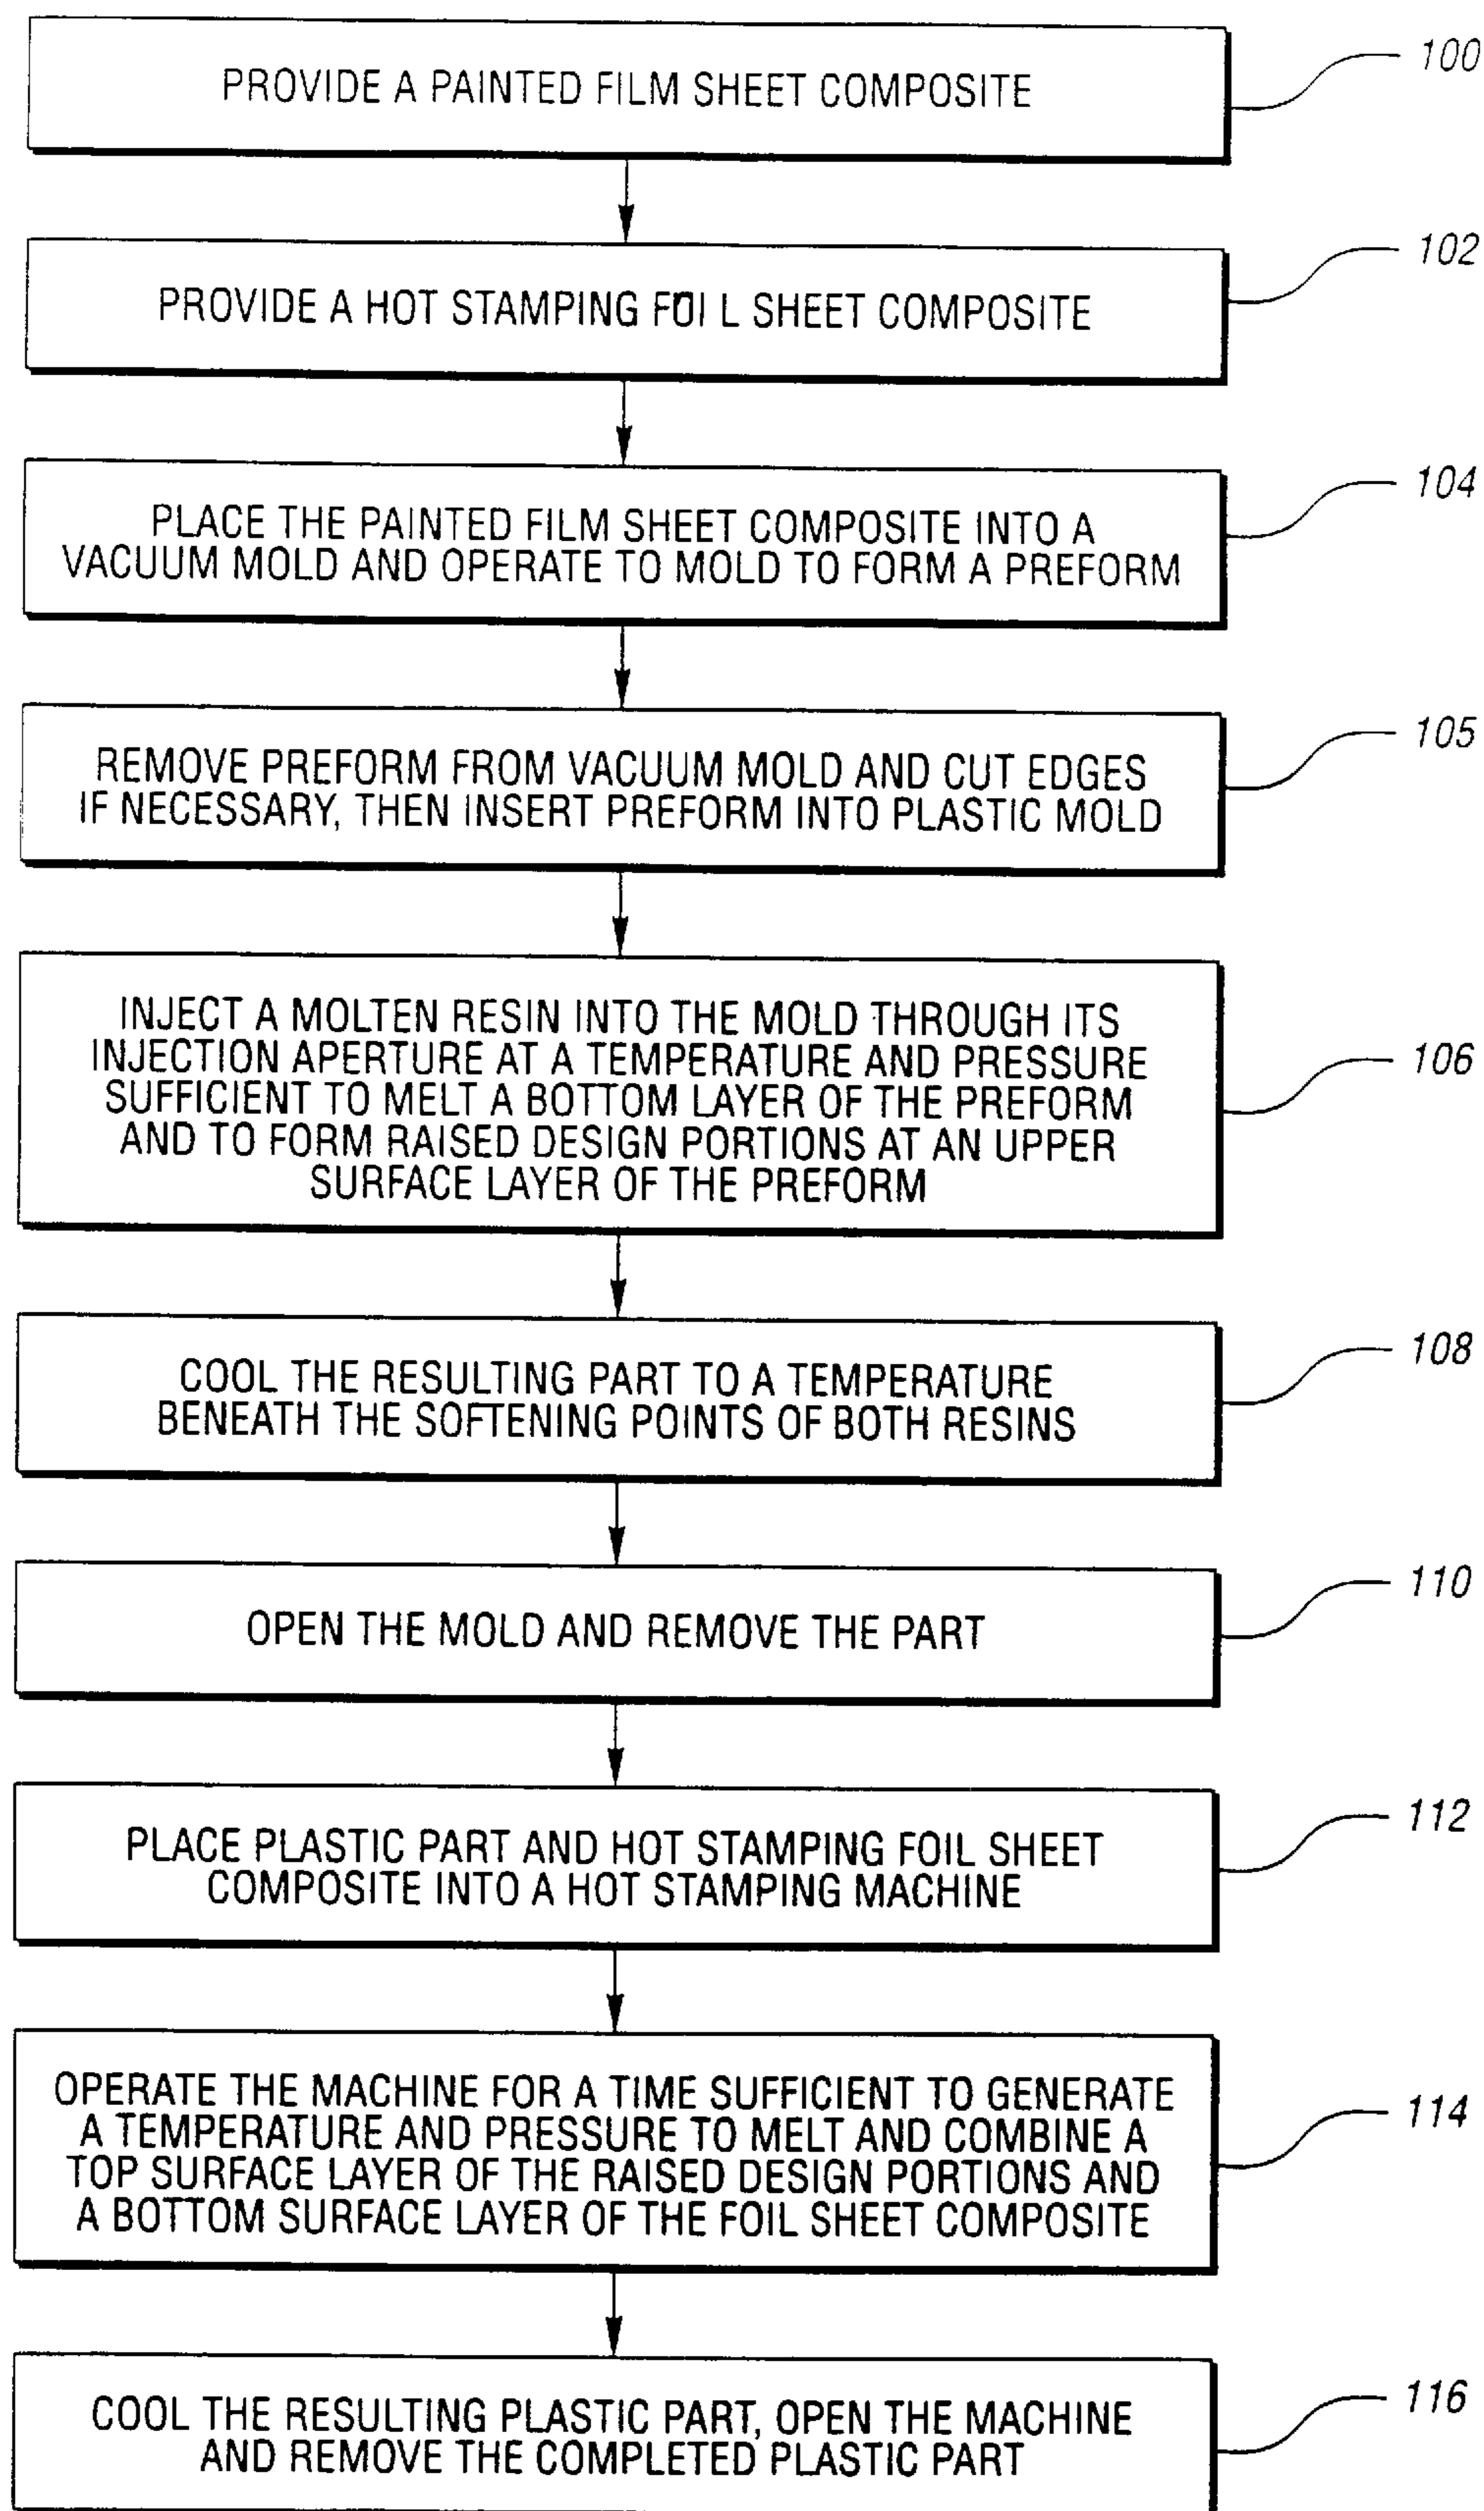 PROVIDE A PAINTED FILM SHEET COMPOSITE
100
PROVIDE A HOT STAMPING FOIL SHEET COMPOSITE
102
PLACE THE PAINTED FILM SHEET COMPOSITE INTO A
VACUUM MOLD AND OPERATE TO MOLD TO FORM A PREFORM
104
REMOVE PREFORM FROM VACUUM MOLD AND CUT EDGES
IF NECESSARY, THEN INSERT PREFORM INTO PLASTIC MOLD
105
INJECT A MOLTEN RESIN INTO THE MOLD THROUGH ITS
INJECTION APERTURE AT A TEMPERATURE AND PRESSURE
SUFFICIENT TO MELT A BOTTOM LAYER OF THE PREFORM
AND TO FORM RAISED DESIGN PORTIONS AT AN UPPER
SURFACE LAYER OF THE PREFORM
106
COOL THE RESULTING PART TO A TEMPERATURE
BENEATH THE SOFTENING POINTS OF BOTH RESINS
108
OPEN THE MOLD AND REMOVE THE PART
110
PLACE PLASTIC PART AND HOT STAMPING FOIL SHEET
COMPOSITE INTO A HOT STAMPING MACHINE
112
OPERATE THE MACHINE FOR A TIME SUFFICIENT TO GENERATE
A TEMPERATURE AND PRESSURE TO MELT AND COMBINE A
TOP SURFACE LAYER OF THE RAISED DESIGN PORTIONS AND
A BOTTOM SURFACE LAYER OF THE FOIL SHEET COMPOSITE
114
COOL THE RESULTING PLASTIC PART, OPEN THE MACHINE
AND REMOVE THE COMPLETED PLASTIC PART
116